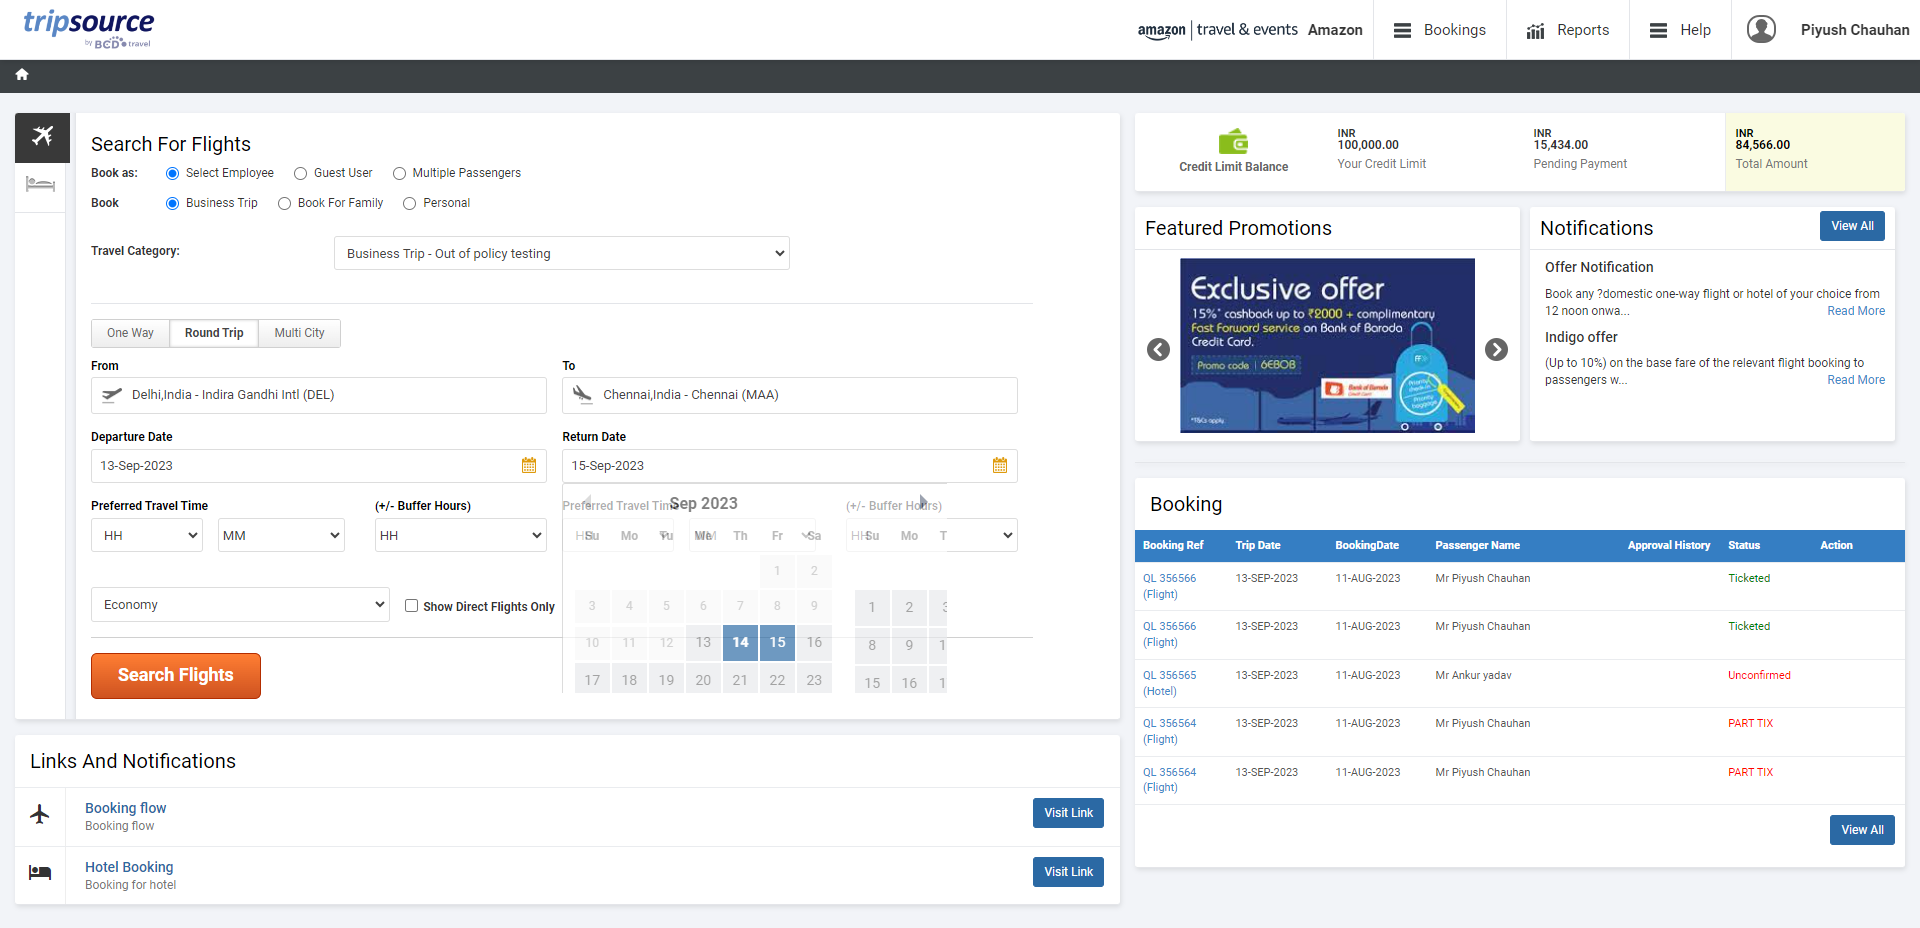 tripsource
by BCD travel
amazon | travel & events Amazon
Bookings
Reports
Help
Piyush Chauhan
Search For Flights
Book as: Select Employee Guest User Multiple Passengers
Book Business Trip Book For Family Personal
Travel Category: Business Trip - Out of policy testing
One Way Round Trip Multi City
From To
Delhi,India - Indira Gandhi Intl (DEL) Chennai,India - Chennai (MAA)
Departure Date Return Date
13-Sep-2023 15-Sep-2023
Preferred Travel Time (+/- Buffer Hours) Preferred Travel Time (+/- Buffer Hours)
HH MM HH HH MM HH
Sep 2023
Su Mo Tu We Th Fr Sa Su Mo T
1 2
3 4 5 6 7 8 9 1 2 3
10 11 12 13 14 15 16 8 9 1
17 18 19 20 21 22 23 15 16 1
Economy Show Direct Flights Only
Search Flights
Links And Notifications
Booking flow
Booking flow
Visit Link
Hotel Booking
Booking for hotel
Visit Link
Credit Limit Balance
INR
100,000.00
Your Credit Limit
INR
15,434.00
Pending Payment
INR
84,566.00
Total Amount
Featured Promotions
Exclusive offer
15%* cashback up to ₹2000 + complimentary
Fast Forward service on Bank of Baroda
Credit Card.
Promo code | 6EBOB
Bank of Baroda
Credit Card
Priority
check-in
Priority
baggage
*T&Cs apply.
Notifications
View All
Offer Notification
Book any ?domestic one-way flight or hotel of your choice from
12 noon onwa... Read More
Indigo offer
(Up to 10%) on the base fare of the relevant flight booking to
passengers w... Read More
Booking
Booking Ref Trip Date BookingDate Passenger Name Approval History Status Action
QL 356566 13-SEP-2023 11-AUG-2023 Mr Piyush Chauhan Ticketed
(Flight)
QL 356566 13-SEP-2023 11-AUG-2023 Mr Piyush Chauhan Ticketed
(Flight)
QL 356565 13-SEP-2023 11-AUG-2023 Mr Ankur yadav Unconfirmed
(Hotel)
QL 356564 13-SEP-2023 11-AUG-2023 Mr Piyush Chauhan PART TIX
(Flight)
QL 356564 13-SEP-2023 11-AUG-2023 Mr Piyush Chauhan PART TIX
(Flight)
View All